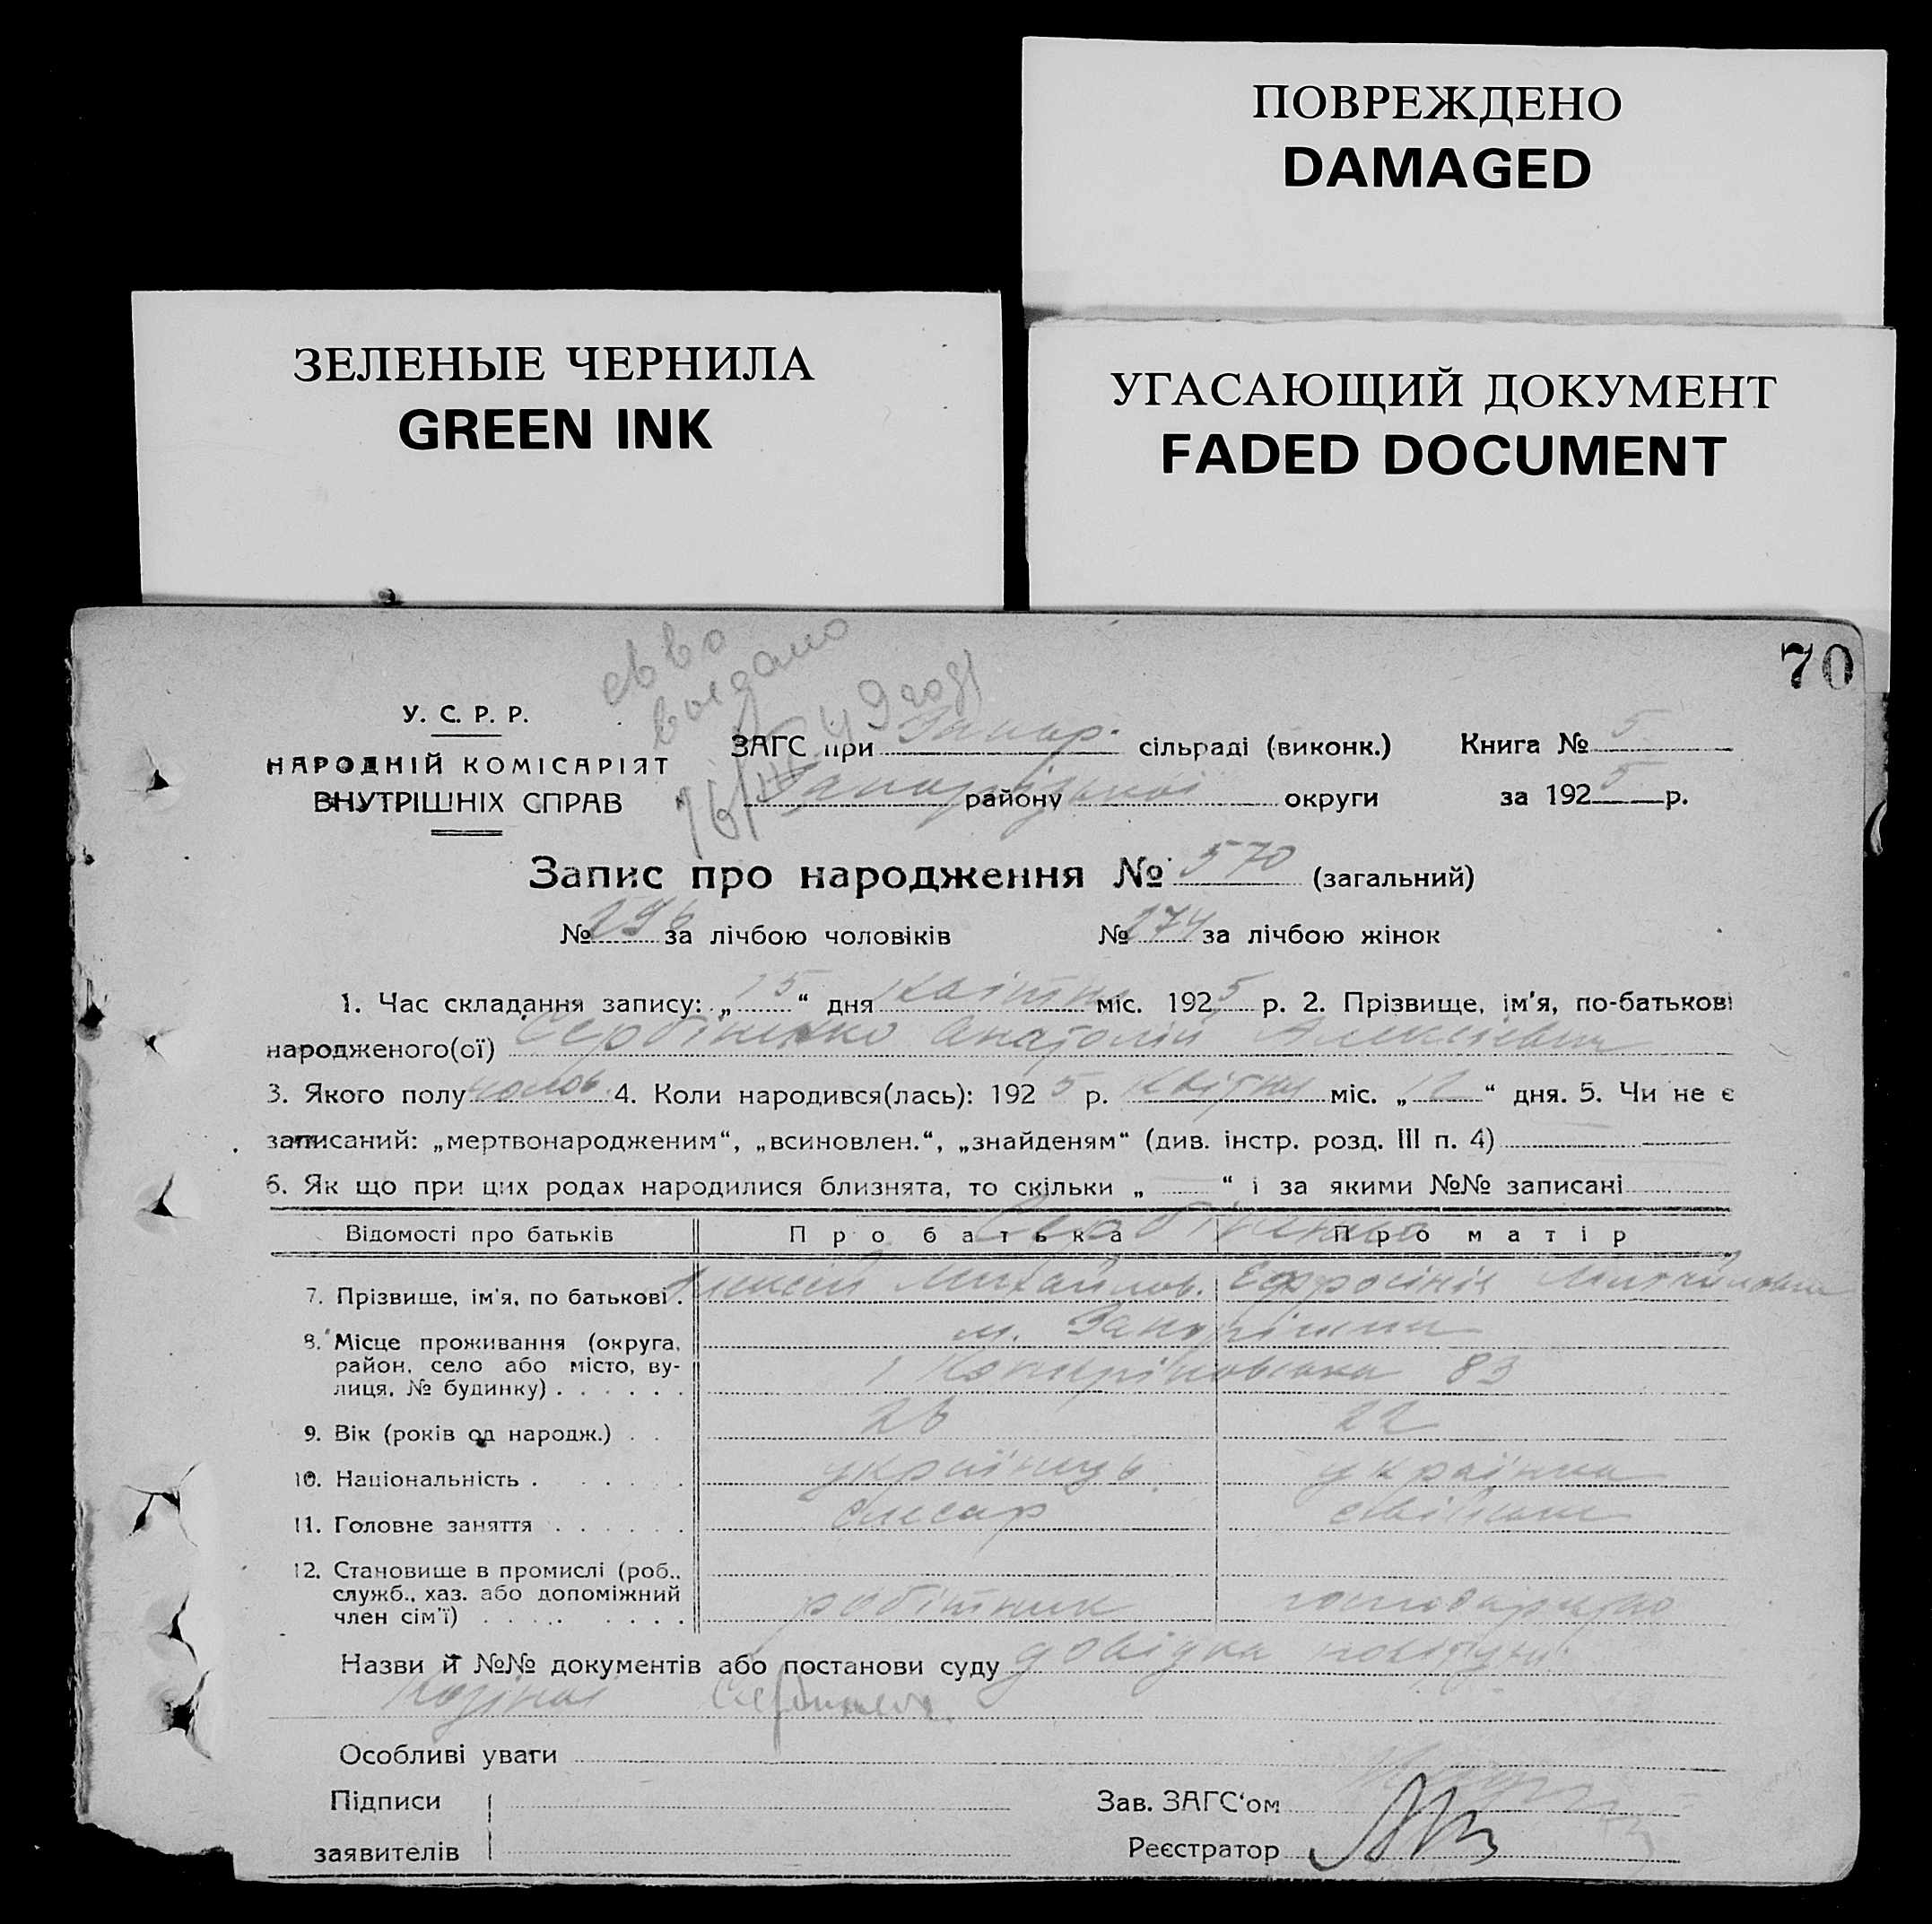 ПОВРЕЖДЕНО
DAMAGED
ЗЕЛЕНЫЕ ЧЕРНИЛА
GREEN INK
УГАСАЮЩИЙ ДОКУМЕНТ
FADED DOCUMENT
70
У. С. Р. Р.
НАРОДНІЙ КОМІСАРІЯТ
ВНУТРІШНІХ СПРАВ
выдано
ЗАГС при Запор. сільраді (виконк.) Книга № 5
району округи за 1925 р.
Запис про народження № 570 (загальний)
№ 296 за лічбою чоловіків № 274 за лічбою жінок
1. Час складання запису: „15“ дня квітня міс. 1925 р. 2. Прізвище, ім'я, по-батькові
народженого(ої) Сербіненко Анатолій Алексієвич
3. Якого полу чолов. 4. Коли народився(лась): 1925 р. квітня міс. „12“ дня. 5. Чи не є
записаний: „мертвонародженим“, „всиновлен.“, „знайденям“ (див. інстр. розд. III п. 4)
6. Як що при цих родах народилися близнята, то скільки „ “ і за якими №№ записані
Відомості про батьків Про батька Про матір
Сербіненко
7. Прізвище, ім'я, по батькові . Алексій Михайлов. Ефросінія
8. Місце проживання (округа, район, село або місто, вулиця, № будинку) . . . . . . м. Запоріжжя
83
9. Вік (років од народж.) . . 26 22
10. Національність . . . . . українець українка
11. Головне заняття . . . . . . слюсар
12. Становище в промислі (роб., служб., хаз. або допоміжний член сім'ї) . . . . . . . . робітник
Назви й №№ документів або постанови суду довідка
Особливі уваги
Підписи
заявителів
Зав. ЗАГС'ом
Реєстратор